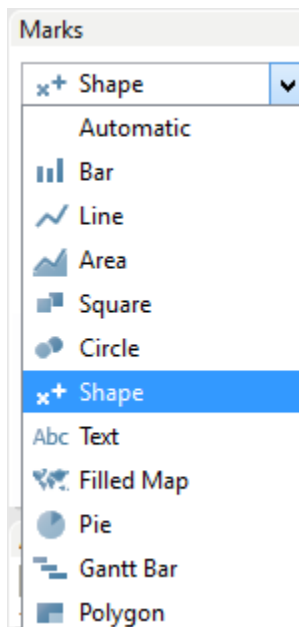 Marks
Shape
Automatic
Bar
Line
Area
Square
Circle
Shape
Abc Text
Filled Map
Pie
Gantt Bar
Polygon